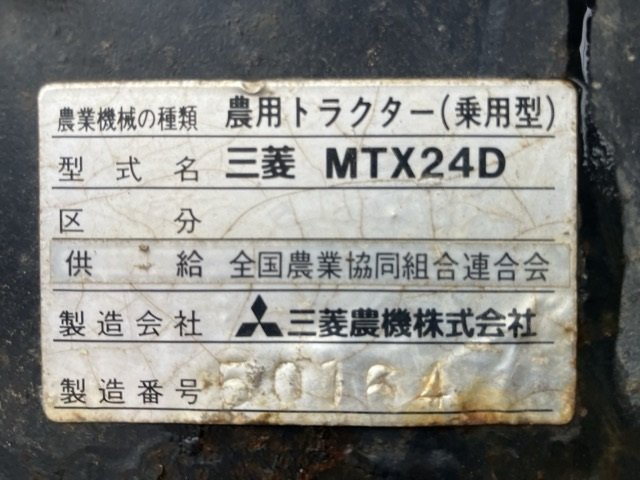 農業機械の種類 農用トラクター(乗用型)
型式名 三菱 MTX24D
区分
供給 全国農業協同組合連合会
製造会社 三菱農機株式会社
製造番号